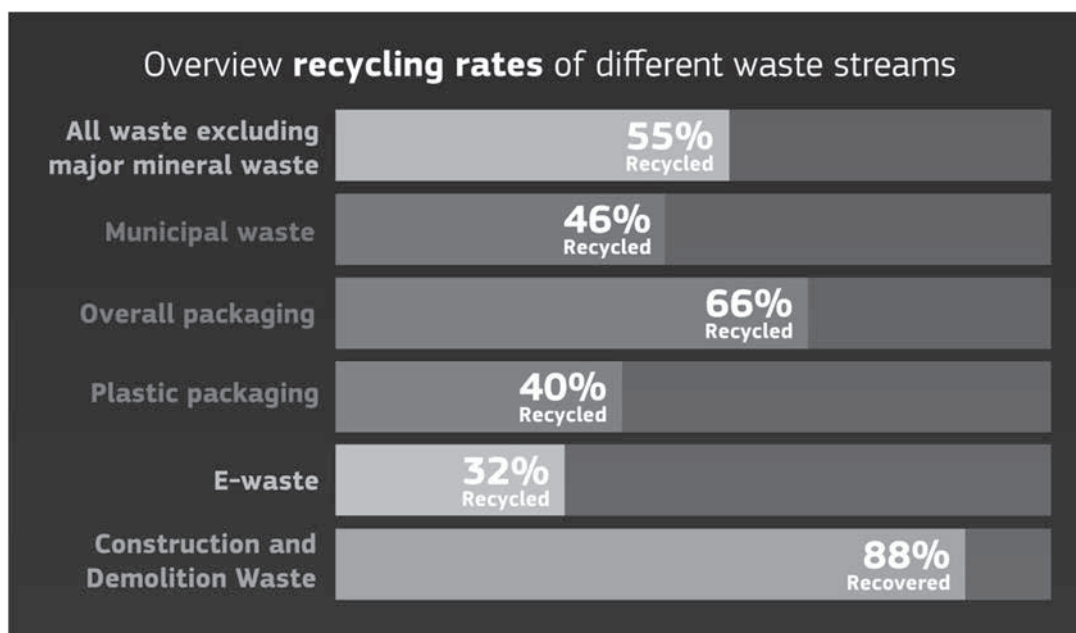 Overview recycling rates of different waste streams
All waste excluding
major mineral waste
55%
Recycled
Municipal waste
46%
Recycled
Overall packaging
66%
Recycled
Plastic packaging
40%
Recycled
E-waste
32%
Recycled
Construction and
Demolition Waste
88%
Recovered